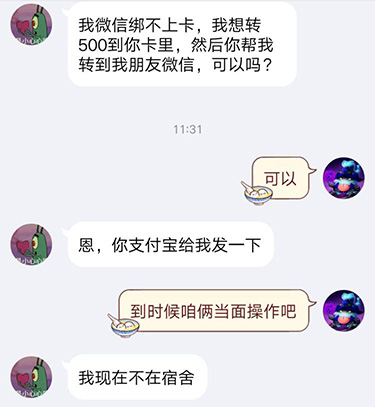 我微信绑不上卡，我想转
500到你卡里，然后你帮我
转到我朋友微信，可以吗？
11:31
可以
恩，你支付宝给我发一下
到时候咱俩当面操作吧
我现在不在宿舍